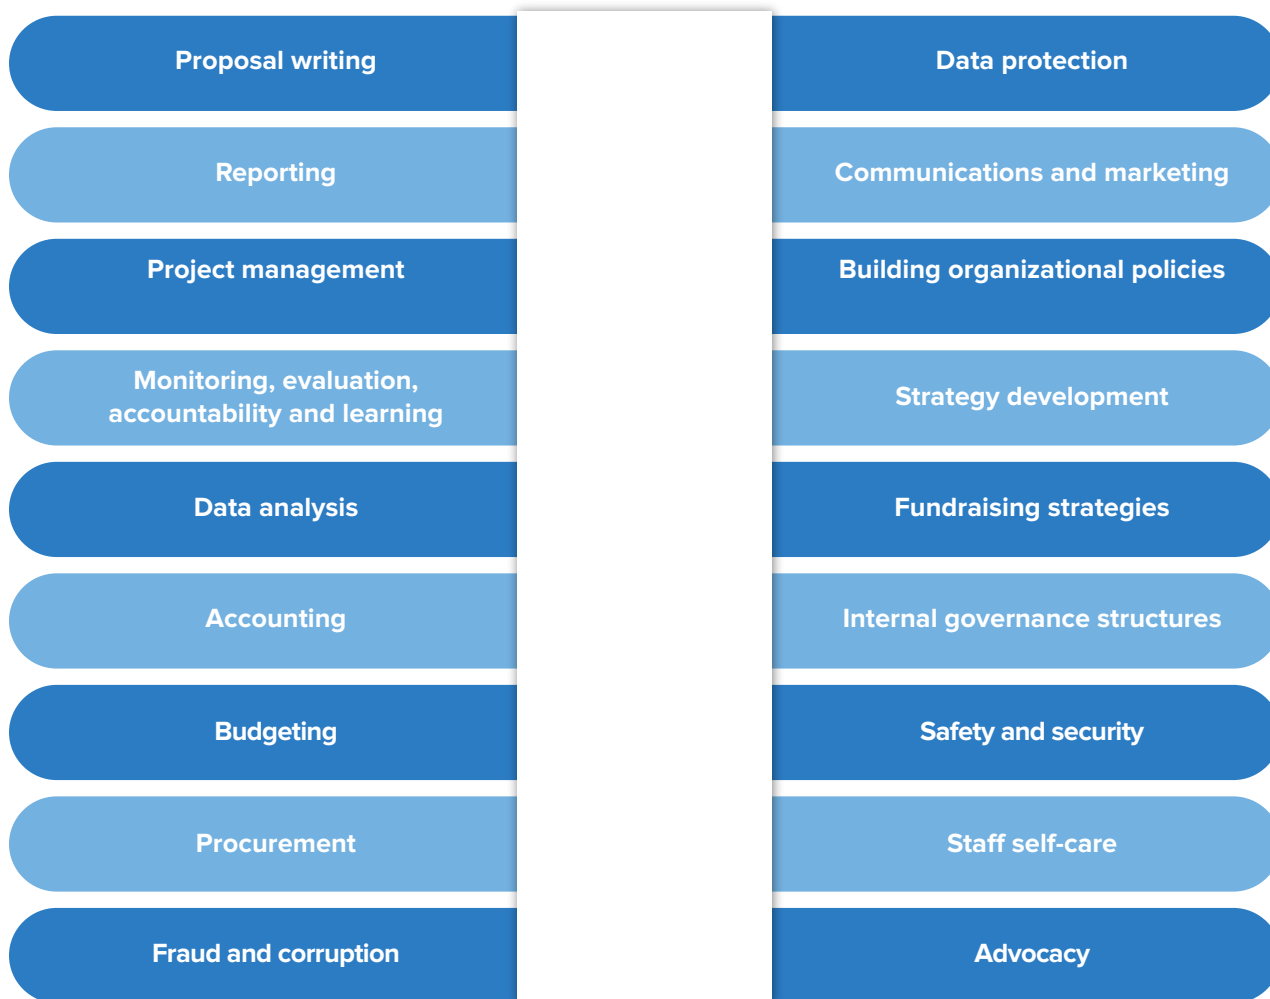 Proposal writing
Reporting
Project management
Monitoring, evaluation,
accountability and learning
Data analysis
Accounting
Budgeting
Procurement
Fraud and corruption
Data protection
Communications and marketing
Building organizational policies
Strategy development
Fundraising strategies
Internal governance structures
Safety and security
Staff self-care
Advocacy